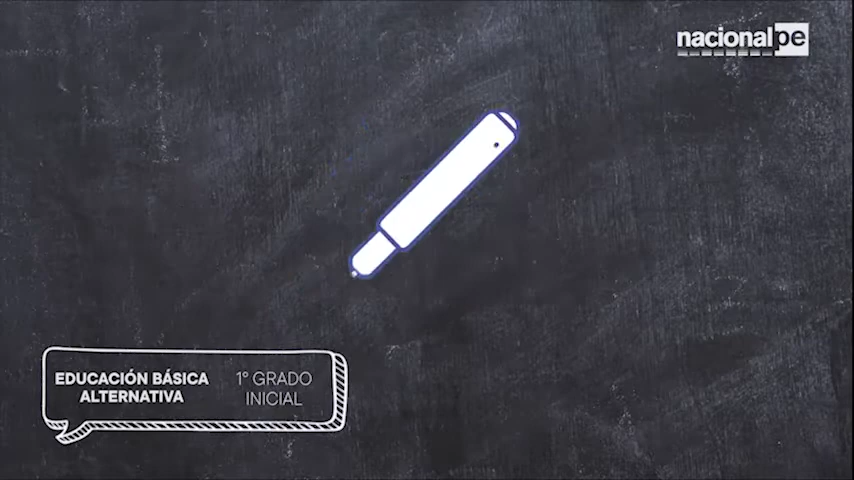 nacionalpe
EDUCACIÓN BÁSICA
ALTERNATIVA
1° GRADO
INICIAL